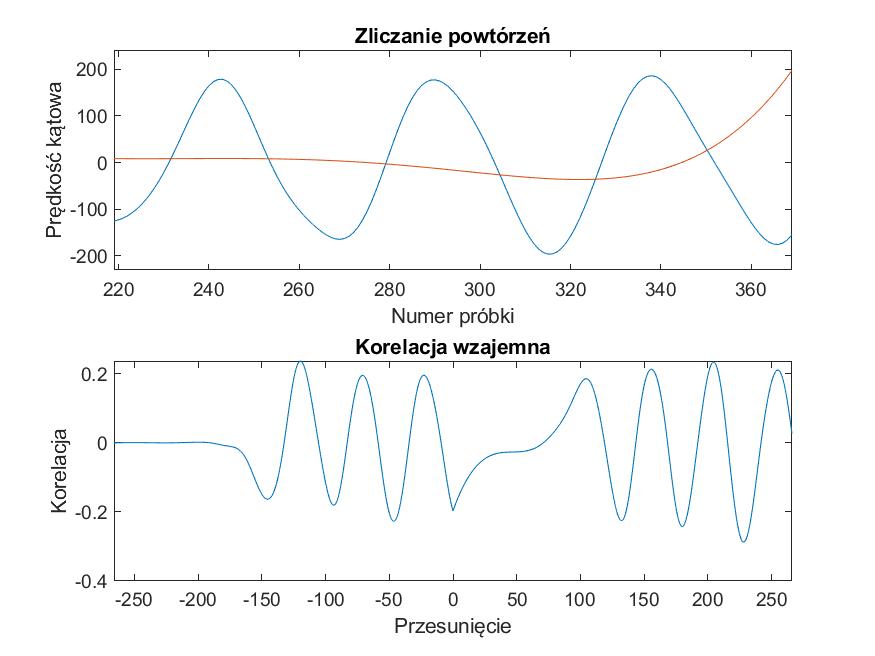 Zliczanie powtórzeń
Prędkość kątowa
200
100
0
-100
-200
220 240 260 280 300 320 340 360
Numer próbki
Korelacja wzajemna
Korelacja
0.2
0
-0.2
-0.4
-250 -200 -150 -100 -50 0 50 100 150 200 250
Przesunięcie